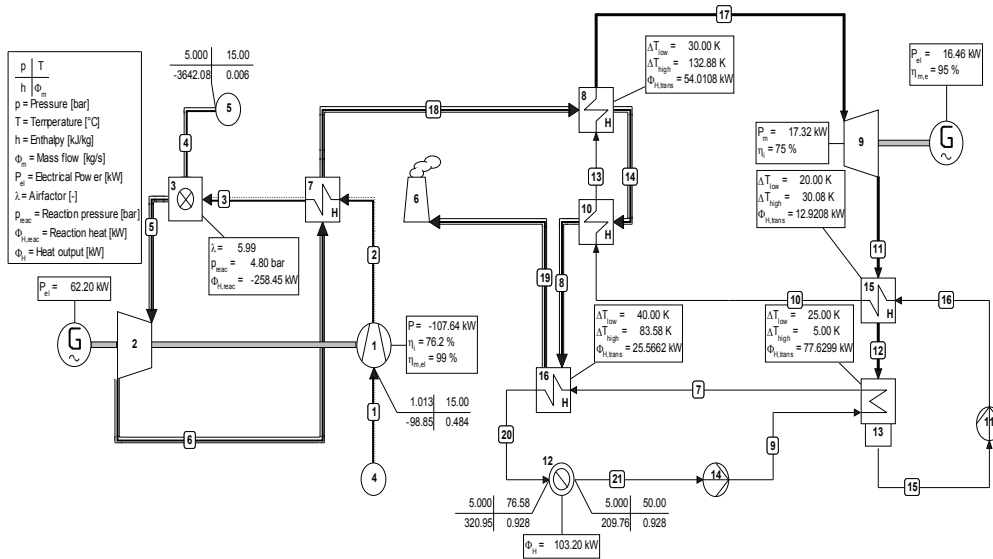 p | T
h | Φm
p = Pressure [bar]
T = Temperature [°C]
h = Enthalpy [kJ/kg]
Φm = Mass flow [kg/s]
Pel = Electrical Power [kW]
λ = Airfactor [-]
preac = Reaction pressure [bar]
ΦH,reac = Reaction heat [kW]
ΦH = Heat output [kW]
5.000 | 15.00
-3642.08 | 0.006
5
4
3
3
5
7
H
18
2
6
λ = 5.99
preac = 4.80 bar
ΦH,reac = -258.45 kW
Pel = 62.20 kW
G
~
2
1
P = -107.64 kW
ηi = 76.2 %
ηm,el = 99 %
1.013 | 15.00
-98.85 | 0.484
1
4
6
17
ΔTlow = 30.00 K
ΔThigh = 132.88 K
ΦH,trans = 54.0108 kW
8
H
13
14
10
H
19
8
Pel = 16.46 kW
ηm,e = 95 %
G
~
9
Pm = 17.32 kW
ηi = 75 %
ΔTlow = 20.00 K
ΔThigh = 30.08 K
ΦH,trans = 12.9208 kW
11
15
H
10
16
ΔTlow = 40.00 K
ΔThigh = 83.58 K
ΦH,trans = 25.5662 kW
ΔTlow = 25.00 K
ΔThigh = 5.00 K
ΦH,trans = 77.6299 kW
12
16
H
7
13
11
20
9
12
21
14
15
5.000 | 76.58
320.95 | 0.928
5.000 | 50.00
209.76 | 0.928
ΦH = 103.20 kW